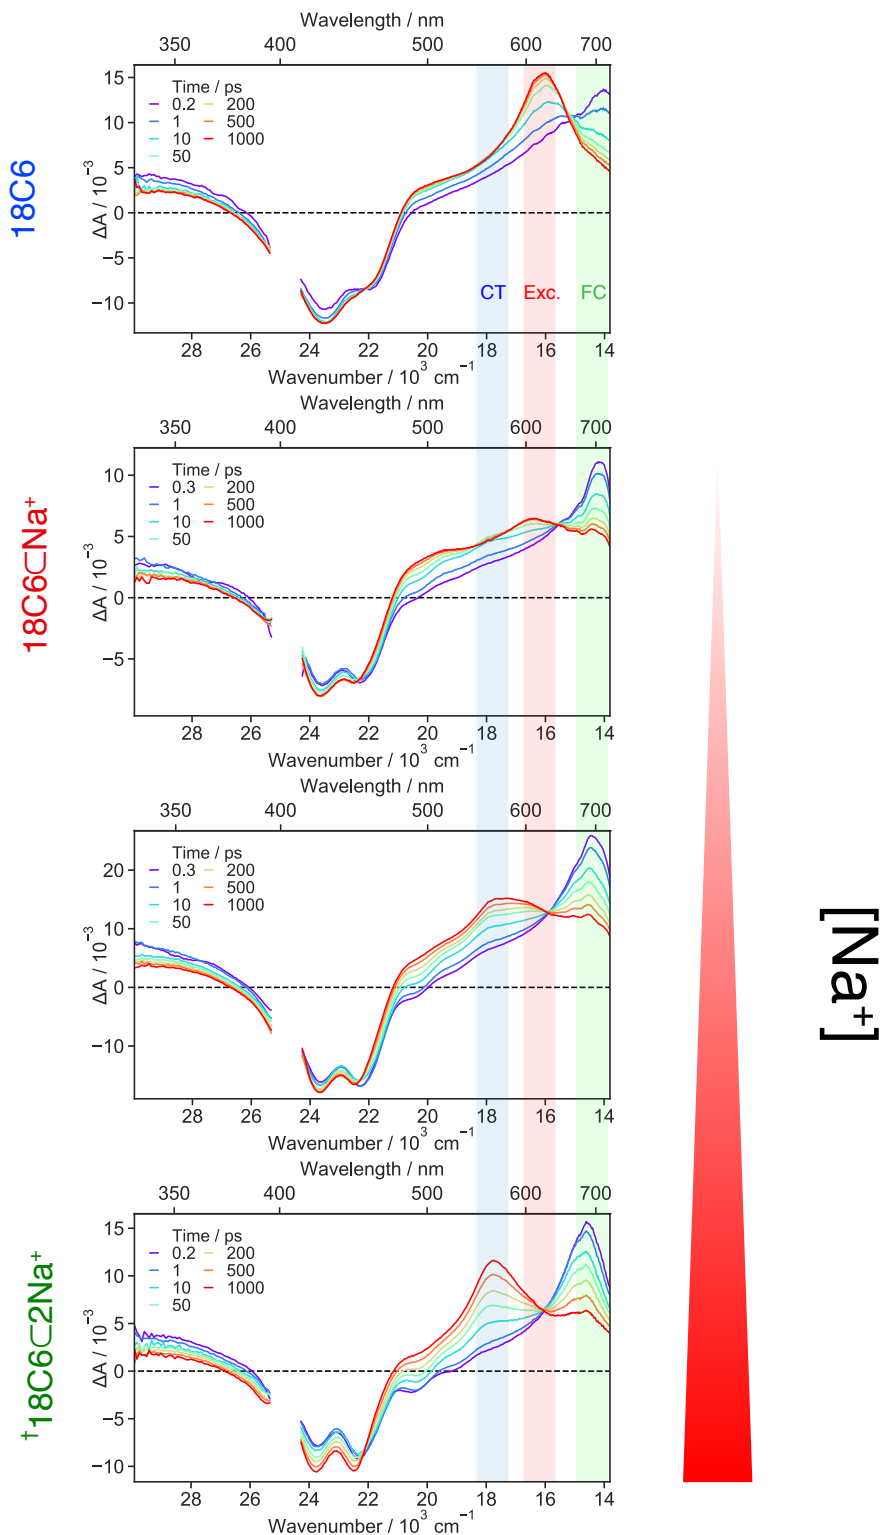 Wavelength / nm
350 400 500 600 700
18C6
ΔA / 10⁻³
15
10
5
0
−5
−10
Time / ps
0.2 200
1 500
10 1000
50
CT Exc. FC
28 26 24 22 20 18 16 14
Wavenumber / 10³ cm⁻¹
Wavelength / nm
350 400 500 600 700
18C6⊂Na⁺
ΔA / 10⁻³
10
5
0
−5
Time / ps
0.3 200
1 500
10 1000
50
28 26 24 22 20 18 16 14
Wavenumber / 10³ cm⁻¹
Wavelength / nm
350 400 500 600 700
ΔA / 10⁻³
20
10
0
−10
Time / ps
0.3 200
1 500
10 1000
50
[Na⁺]
28 26 24 22 20 18 16 14
Wavenumber / 10³ cm⁻¹
Wavelength / nm
350 400 500 600 700
†18C6⊂2Na⁺
ΔA / 10⁻³
15
10
5
0
−5
−10
Time / ps
0.2 200
1 500
10 1000
50
28 26 24 22 20 18 16 14
Wavenumber / 10³ cm⁻¹